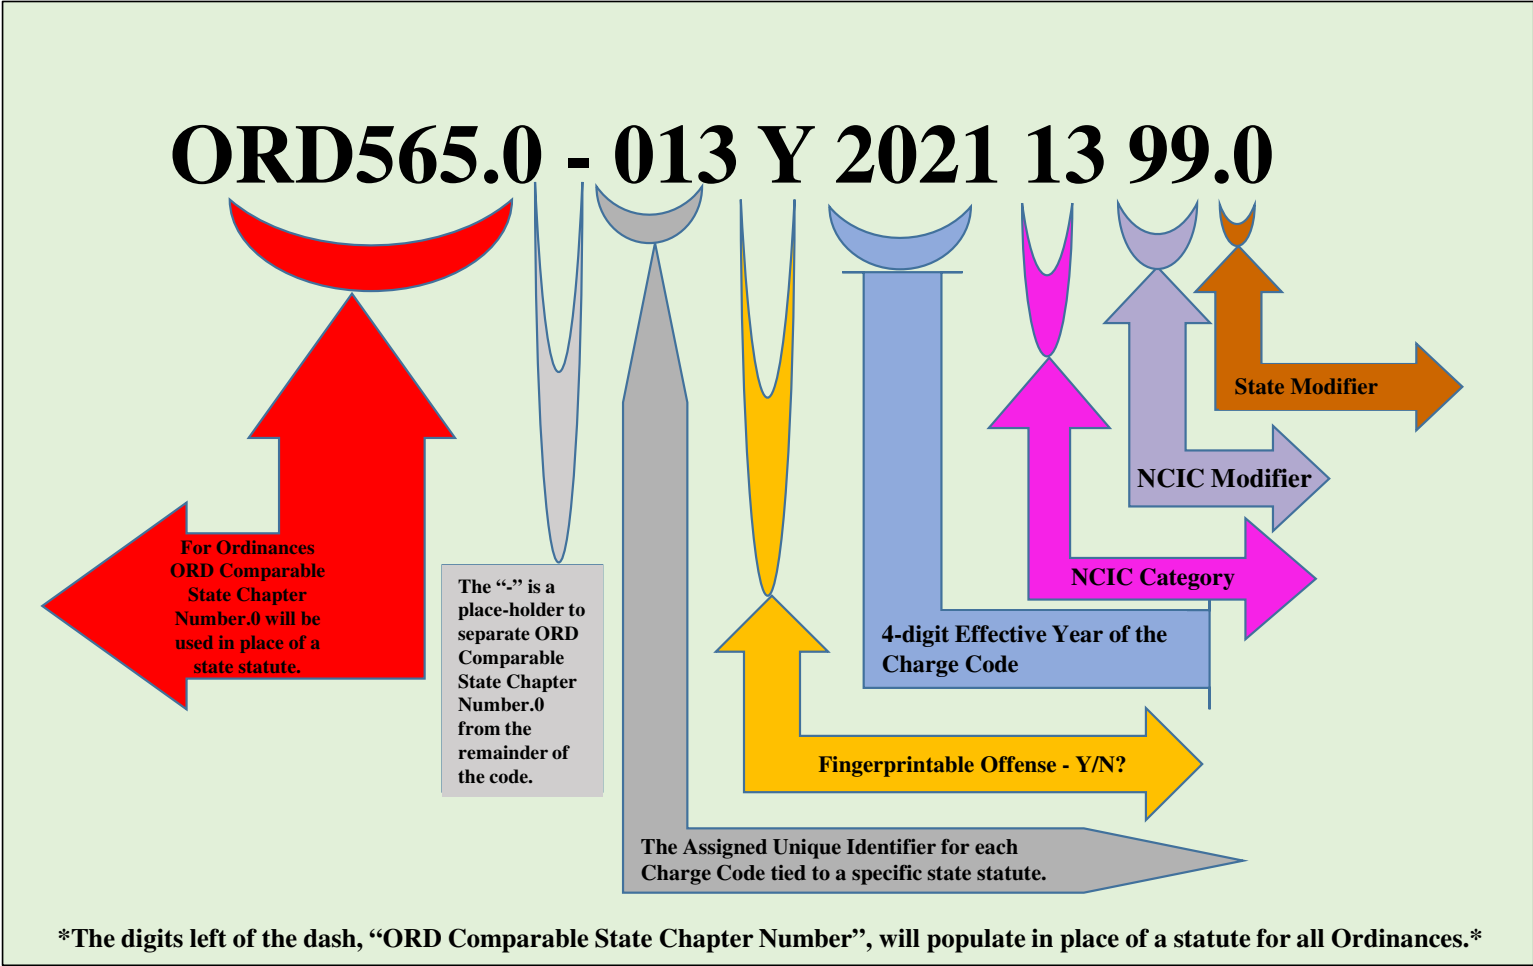 ORD565.0 - 013 Y 2021 13 99.0
State Modifier
NCIC Modifier
NCIC Category
For Ordinances
ORD Comparable
State Chapter
Number.0 will be
used in place of a
state statute.
The “-” is a
place-holder to
separate ORD
Comparable
State Chapter
Number.0
from the
remainder of
the code.
4-digit Effective Year of the
Charge Code
Fingerprintable Offense - Y/N?
The Assigned Unique Identifier for each
Charge Code tied to a specific state statute.
*The digits left of the dash, “ORD Comparable State Chapter Number”, will populate in place of a statute for all Ordinances.*